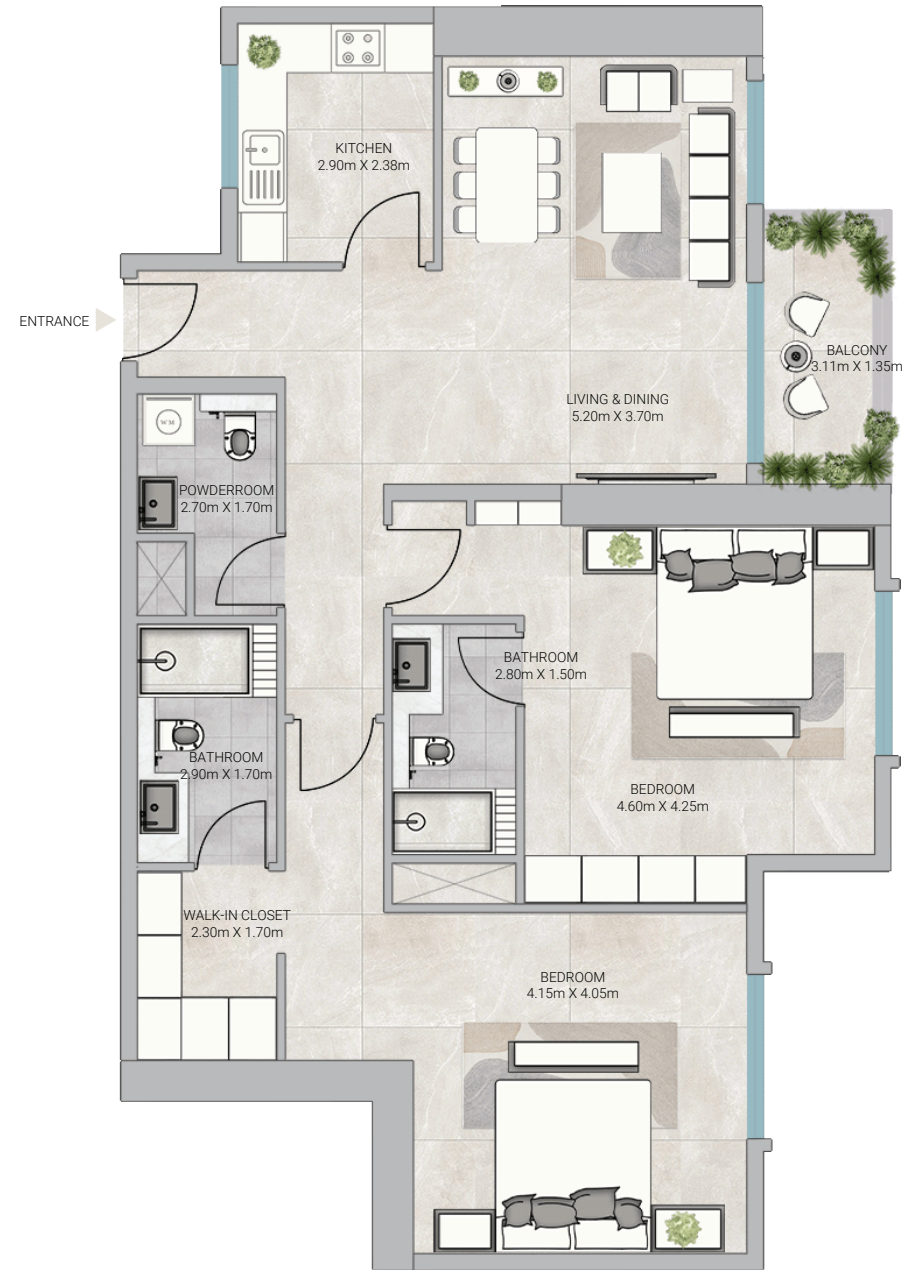 KITCHEN
2.90m X 2.38m
ENTRANCE
BALCONY
3.11m X 1.35m
LIVING & DINING
5.20m X 3.70m
WM
POWDERROOM
2.70m X 1.70m
BATHROOM
2.80m X 1.50m
BATHROOM
2.90m X 1.70m
BEDROOM
4.60m X 4.25m
WALK-IN CLOSET
2.30m X 1.70m
BEDROOM
4.15m X 4.05m